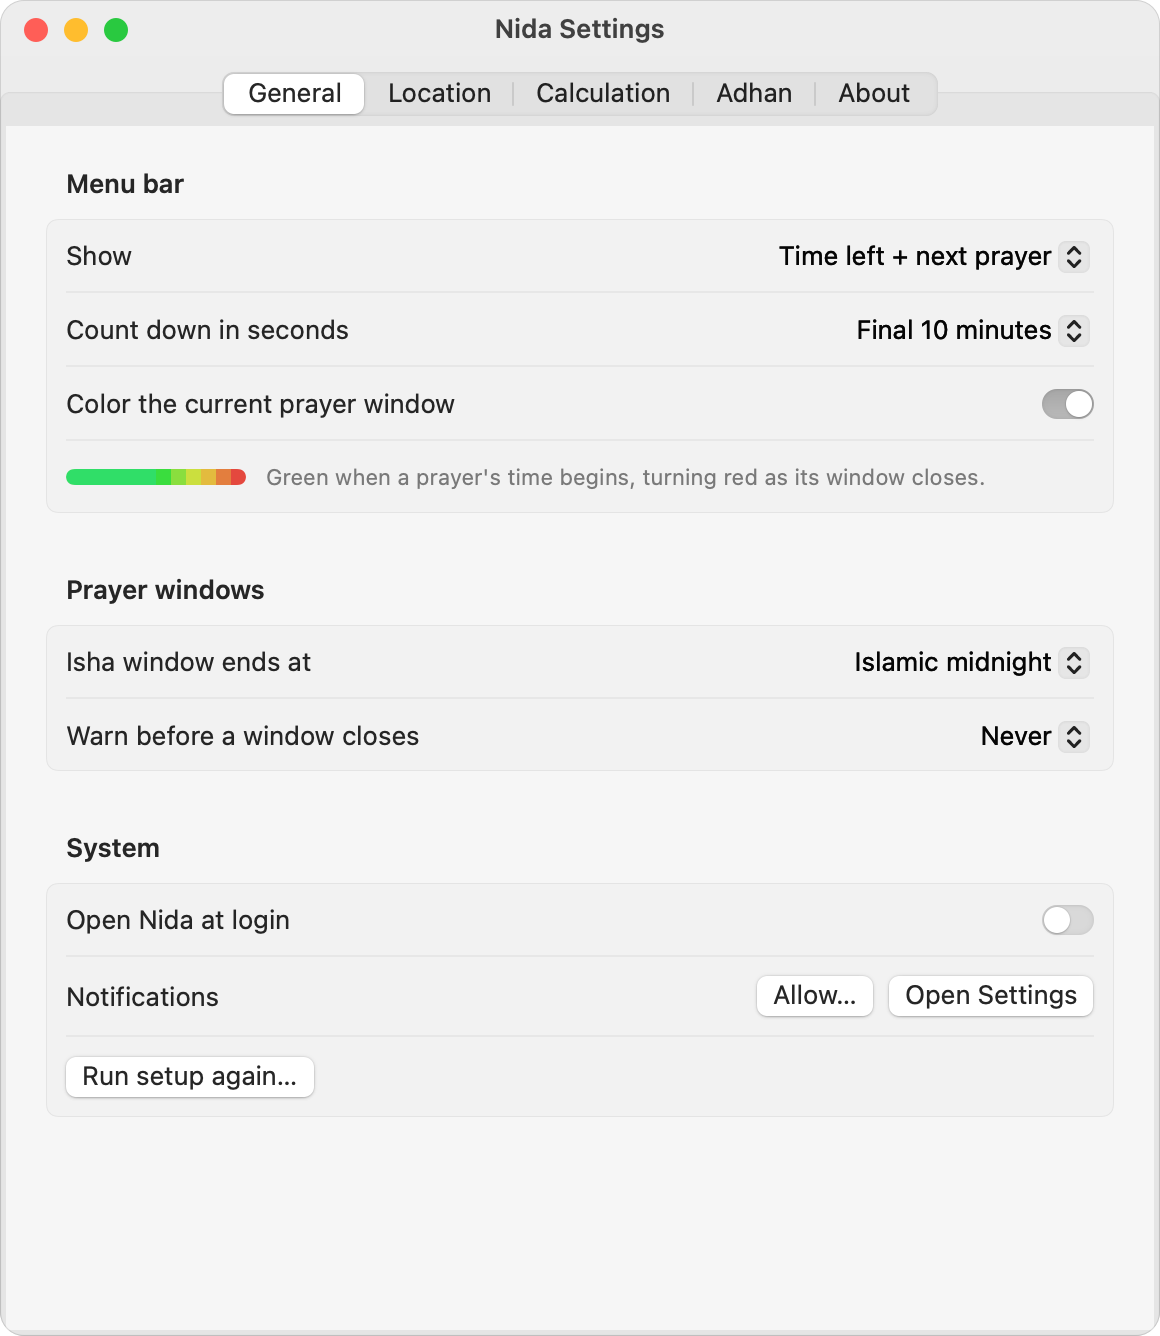 Nida Settings
General Location Calculation Adhan About
Menu bar
Show Time left + next prayer
Count down in seconds Final 10 minutes
Color the current prayer window
Green when a prayer's time begins, turning red as its window closes.
Prayer windows
Isha window ends at Islamic midnight
Warn before a window closes Never
System
Open Nida at login
Notifications Allow... Open Settings
Run setup again...